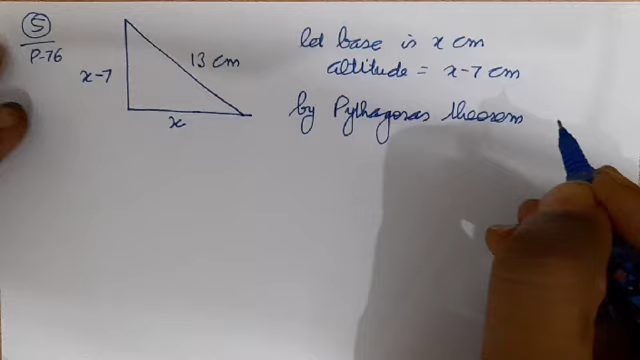 5
P-76
x-7
13 cm
x
let base is x cm
altitude = x-7 cm
by Pythagoras theorem